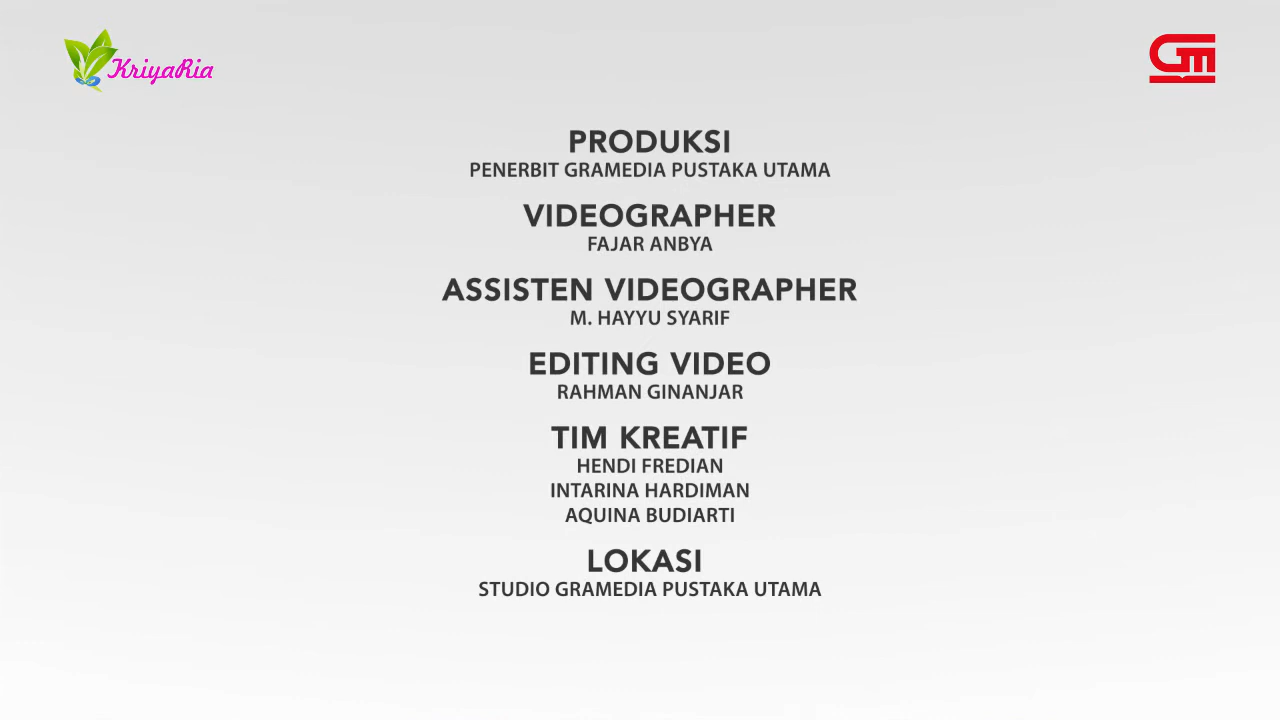 KriyaRia
GM
PRODUKSI
PENERBIT GRAMEDIA PUSTAKA UTAMA
VIDEOGRAPHER
FAJAR ANBYA
ASSISTEN VIDEOGRAPHER
M. HAYYU SYARIF
EDITING VIDEO
RAHMAN GINANJAR
TIM KREATIF
HENDI FREDIAN
INTARINA HARDIMAN
AQUINA BUDIARTI
LOKASI
STUDIO GRAMEDIA PUSTAKA UTAMA